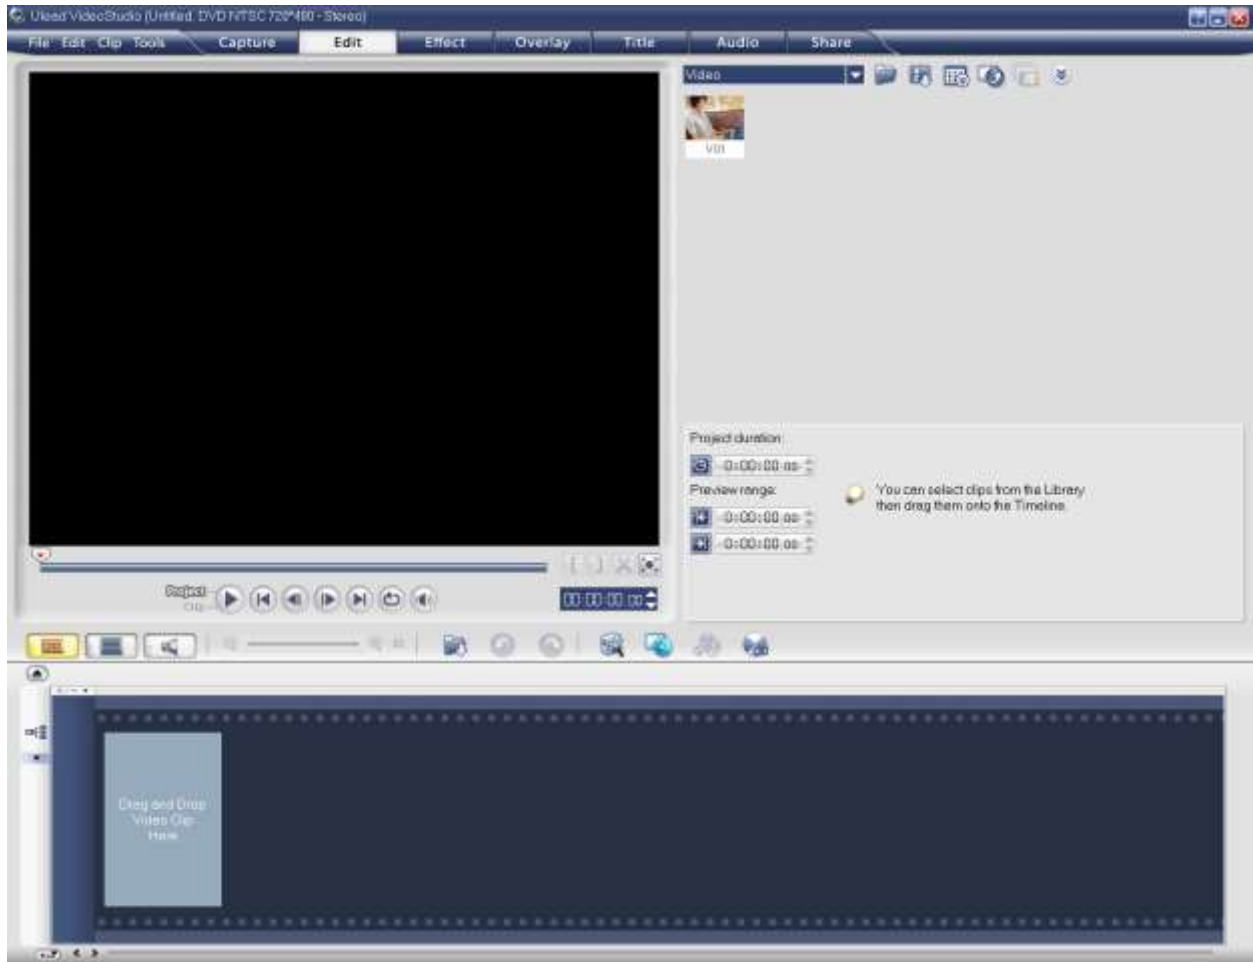 Ulead VideoStudio (Untitled, DVD NTSC 720*480 - Stereo)
File Edit Clip Tools Capture Edit Effect Overlay Title Audio Share
Video
V01
Project duration:
0:00:00.00
Preview range:
0:00:00.00
0:00:00.00
You can select clips from the Library
then drag them onto the Timeline.
Project
Clip
00:00:00.00
Drag and Drop
Video Clip
Here